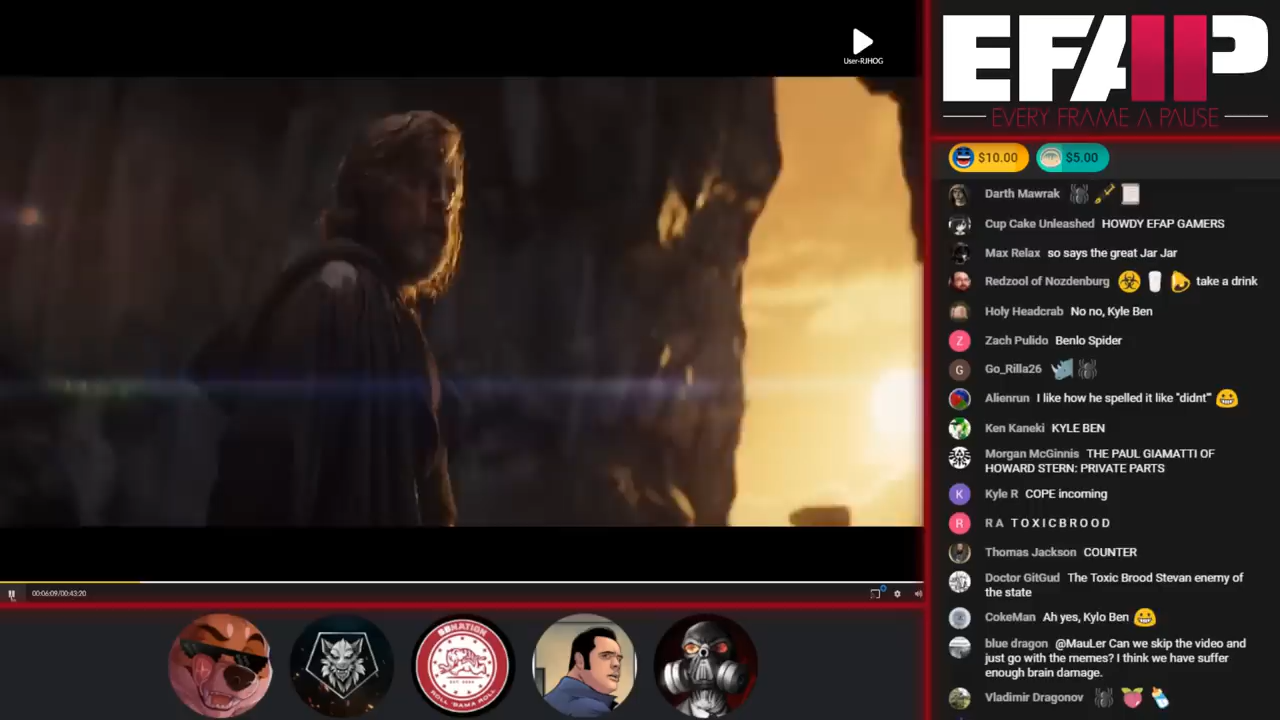 User-RJHOG
EFAP
EVERY FRAME A PAUSE
$10.00 $5.00
Darth Mawrak
Cup Cake Unleashed HOWDY EFAP GAMERS
Max Relax so says the great Jar Jar
Redzool of Nozdenburg take a drink
Holy Headcrab No no, Kyle Ben
Z Zach Pulido Benlo Spider
G Go_Rilla26
Alienrun I like how he spelled it like "didnt"
Ken Kaneki KYLE BEN
Morgan McGinnis THE PAUL GIAMATTI OF
HOWARD STERN: PRIVATE PARTS
K Kyle R COPE incoming
R R A T O X I C B R O O D
Thomas Jackson COUNTER
Doctor GitGud The Toxic Brood Stevan enemy of
the state
CokeMan Ah yes, Kylo Ben
blue dragon @MauLer Can we skip the video and
just go with the memes? I think we have suffer
enough brain damage.
Vladimir Dragonov
00:06:09/00:43:20
BBNATION
ROLL 'DAMA ROLL